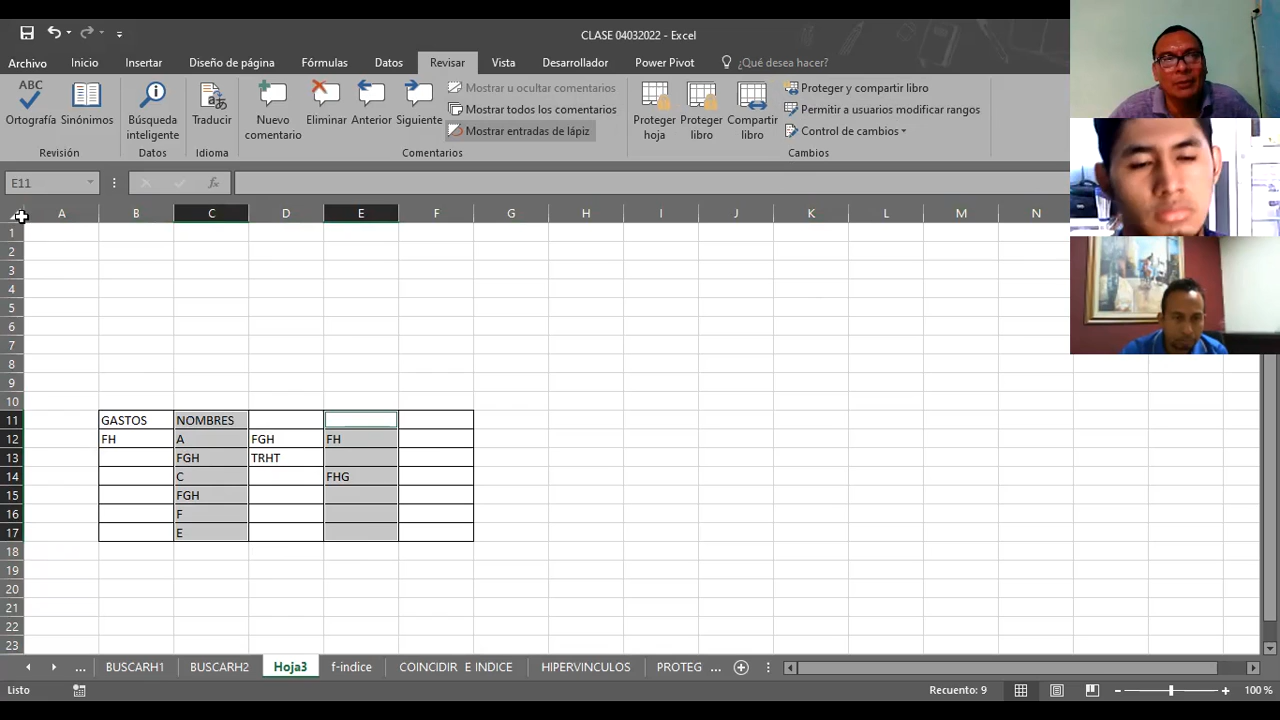 CLASE 04032022 - Excel
Archivo Inicio Insertar Diseño de página Fórmulas Datos Revisar Vista Desarrollador Power Pivot ¿Qué desea hacer?
ABC
Ortografía Sinónimos
Revisión
Búsqueda
inteligente
Datos
Traducir
Idioma
Nuevo
comentario
Eliminar Anterior Siguiente
Mostrar u ocultar comentarios
Mostrar todos los comentarios
Mostrar entradas de lápiz
Comentarios
Proteger
hoja
Proteger
libro
Compartir
libro
Proteger y compartir libro
Permitir a usuarios modificar rangos
Control de cambios
Cambios
E11 fx
A B C D E F G H I J K L M N
1
2
3
4
5
6
7
8
9
10
11 GASTOS NOMBRES
12 FH A FGH FH
13 FGH TRHT
14 C FHG
15 FGH
16 F
17 E
18
19
20
21
22
23
... BUSCARH1 BUSCARH2 Hoja3 f-indice COINCIDIR E INDICE HIPERVINCULOS PROTEG ...
Listo Recuento: 9 100 %